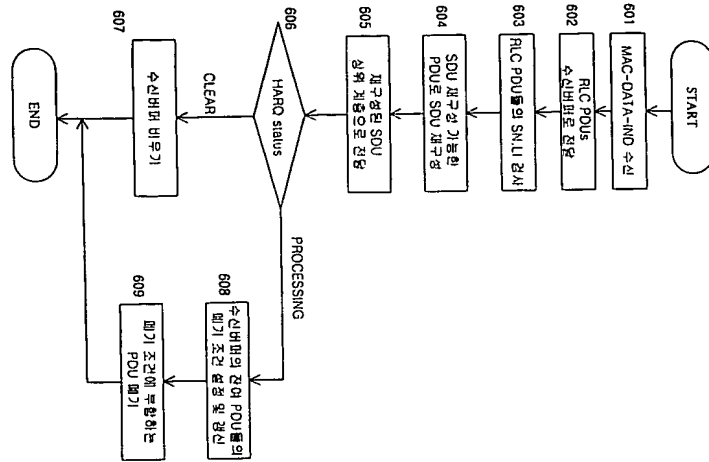 START
601
MAC-DATA-IND 수신
602
RLC PDUs
수신버퍼로 전달
603
RLC PDU들의 SN,LI 검사
604
SDU 재구성 가능한
PDU로 SDU 재구성
605
재구성된 SDU
상위 계층으로 전달
606
HARQ status
CLEAR
PROCESSING
607
수신버퍼 비우기
608
수신버퍼의 잔여 PDU들의
폐기 조건 설정 및 갱신
609
폐기 조건에 부합하는
PDU 폐기
END